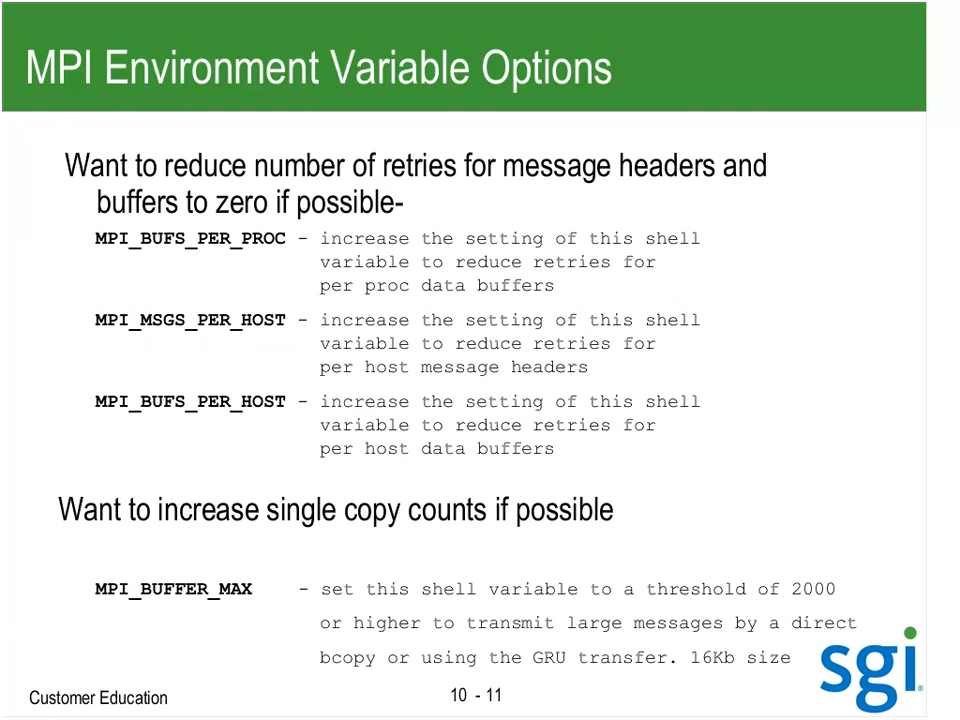 MPI Environment Variable Options
Want to reduce number of retries for message headers and
buffers to zero if possible-
MPI_BUFS_PER_PROC - increase the setting of this shell
variable to reduce retries for
per proc data buffers
MPI_MSGS_PER_HOST - increase the setting of this shell
variable to reduce retries for
per host message headers
MPI_BUFS_PER_HOST - increase the setting of this shell
variable to reduce retries for
per host data buffers
Want to increase single copy counts if possible
MPI_BUFFER_MAX - set this shell variable to a threshold of 2000
or higher to transmit large messages by a direct
bcopy or using the GRU transfer. 16Kb size
sgi®
Customer Education
10 - 11